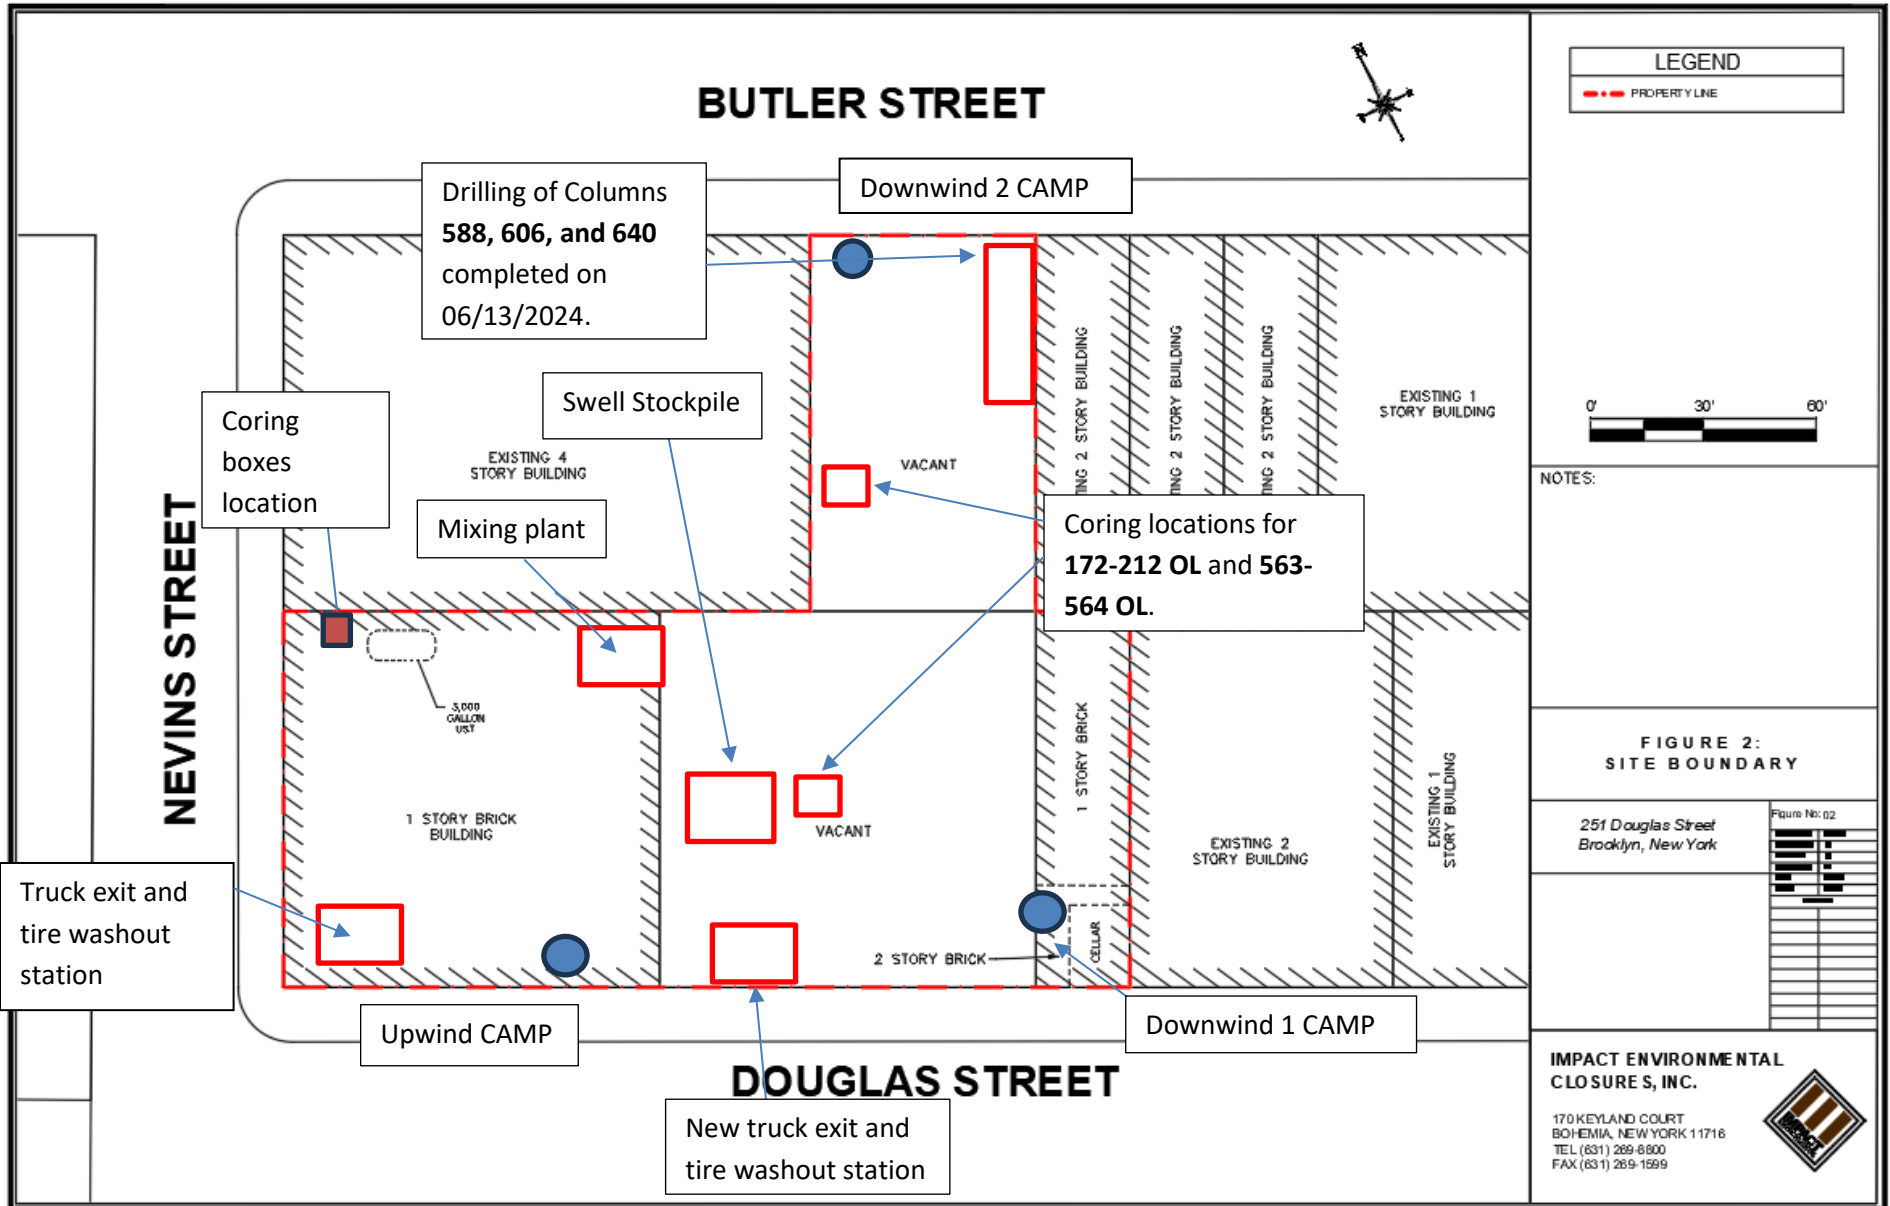 BUTLER STREET
N
LEGEND
PROPERTY LINE
Drilling of Columns
588, 606, and 640
completed on
06/13/2024.
Downwind 2 CAMP
Coring
boxes
location
Swell Stockpile
Mixing plant
EXISTING 4
STORY BUILDING
VACANT
TING 2 STORY BUILDING
TING 2 STORY BUILDING
TING 2 STORY BUILDING
EXISTING 1
STORY BUILDING
0' 30' 60'
NOTES:
Coring locations for
172-212 OL and 563-
564 OL.
NEVINS STREET
3,000
GALLON
UST
1 STORY BRICK
BUILDING
VACANT
1 STORY BRICK
EXISTING 2
STORY BUILDING
EXISTING 1
STORY BUILDING
Truck exit and
tire washout
station
2 STORY BRICK
CELLAR
Upwind CAMP
Downwind 1 CAMP
DOUGLAS STREET
New truck exit and
tire washout station
FIGURE 2:
SITE BOUNDARY
251 Douglas Street
Brooklyn, New York
Figure No: 02
IMPACT ENVIRONMENTAL
CLOSURES, INC.
170 KEYLAND COURT
BOHEMIA, NEW YORK 11716
TEL (631) 269-8800
FAX (631) 269-1599
IMPACT